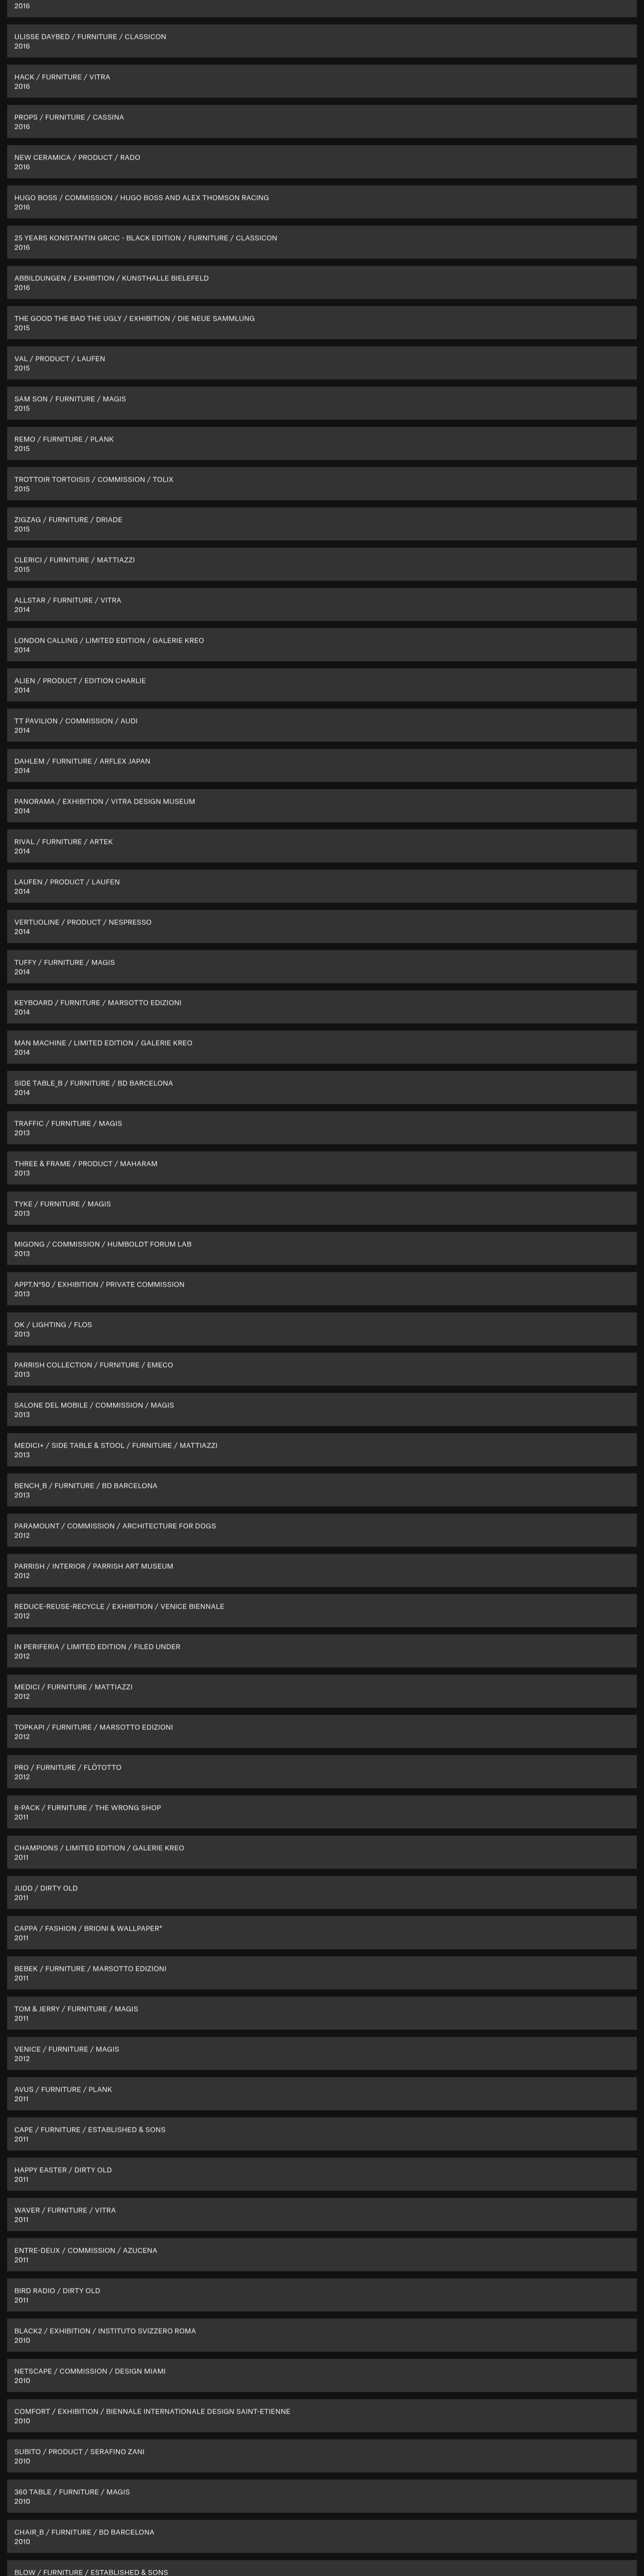 2016
ULISSE DAYBED / FURNITURE / CLASSICON
2016
HACK / FURNITURE / VITRA
2016
PROPS / FURNITURE / CASSINA
2016
NEW CERAMICA / PRODUCT / RADO
2016
HUGO BOSS / COMMISSION / HUGO BOSS AND ALEX THOMSON RACING
2016
25 YEARS KONSTANTIN GRCIC - BLACK EDITION / FURNITURE / CLASSICON
2016
ABBILDUNGEN / EXHIBITION / KUNSTHALLE BIELEFELD
2016
THE GOOD THE BAD THE UGLY / EXHIBITION / DIE NEUE SAMMLUNG
2015
VAL / PRODUCT / LAUFEN
2015
SAM SON / FURNITURE / MAGIS
2015
REMO / FURNITURE / PLANK
2015
TROTTOIR TORTOISIS / COMMISSION / TOLIX
2015
ZIGZAG / FURNITURE / DRIADE
2015
CLERICI / FURNITURE / MATTIAZZI
2015
ALLSTAR / FURNITURE / VITRA
2014
LONDON CALLING / LIMITED EDITION / GALERIE KREO
2014
ALIEN / PRODUCT / EDITION CHARLIE
2014
TT PAVILION / COMMISSION / AUDI
2014
DAHLEM / FURNITURE / ARFLEX JAPAN
2014
PANORAMA / EXHIBITION / VITRA DESIGN MUSEUM
2014
RIVAL / FURNITURE / ARTEK
2014
LAUFEN / PRODUCT / LAUFEN
2014
VERTUOLINE / PRODUCT / NESPRESSO
2014
TUFFY / FURNITURE / MAGIS
2014
KEYBOARD / FURNITURE / MARSOTTO EDIZIONI
2014
MAN MACHINE / LIMITED EDITION / GALERIE KREO
2014
SIDE TABLE_B / FURNITURE / BD BARCELONA
2014
TRAFFIC / FURNITURE / MAGIS
2013
THREE & FRAME / PRODUCT / MAHARAM
2013
TYKE / FURNITURE / MAGIS
2013
MIGONG / COMMISSION / HUMBOLDT FORUM LAB
2013
APPT.N°50 / EXHIBITION / PRIVATE COMMISSION
2013
OK / LIGHTING / FLOS
2013
PARRISH COLLECTION / FURNITURE / EMECO
2013
SALONE DEL MOBILE / COMMISSION / MAGIS
2013
MEDICI+ / SIDE TABLE & STOOL / FURNITURE / MATTIAZZI
2013
BENCH_B / FURNITURE / BD BARCELONA
2013
PARAMOUNT / COMMISSION / ARCHITECTURE FOR DOGS
2012
PARRISH / INTERIOR / PARRISH ART MUSEUM
2012
REDUCE-REUSE-RECYCLE / EXHIBITION / VENICE BIENNALE
2012
IN PERIFERIA / LIMITED EDITION / FILED UNDER
2012
MEDICI / FURNITURE / MATTIAZZI
2012
TOPKAPI / FURNITURE / MARSOTTO EDIZIONI
2012
PRO / FURNITURE / FLÖTOTTO
2012
8-PACK / FURNITURE / THE WRONG SHOP
2011
CHAMPIONS / LIMITED EDITION / GALERIE KREO
2011
JUDD / DIRTY OLD
2011
CAPPA / FASHION / BRIONI & WALLPAPER*
2011
BEBEK / FURNITURE / MARSOTTO EDIZIONI
2011
TOM & JERRY / FURNITURE / MAGIS
2011
VENICE / FURNITURE / MAGIS
2012
AVUS / FURNITURE / PLANK
2011
CAPE / FURNITURE / ESTABLISHED & SONS
2011
HAPPY EASTER / DIRTY OLD
2011
WAVER / FURNITURE / VITRA
2011
ENTRE-DEUX / COMMISSION / AZUCENA
2011
BIRD RADIO / DIRTY OLD
2011
BLACK2 / EXHIBITION / INSTITUTO SVIZZERO ROMA
2010
NETSCAPE / COMMISSION / DESIGN MIAMI
2010
COMFORT / EXHIBITION / BIENNALE INTERNATIONALE DESIGN SAINT-ETIENNE
2010
SUBITO / PRODUCT / SERAFINO ZANI
2010
360 TABLE / FURNITURE / MAGIS
2010
CHAIR_B / FURNITURE / BD BARCELONA
2010
BLOW / FURNITURE / ESTABLISHED & SONS